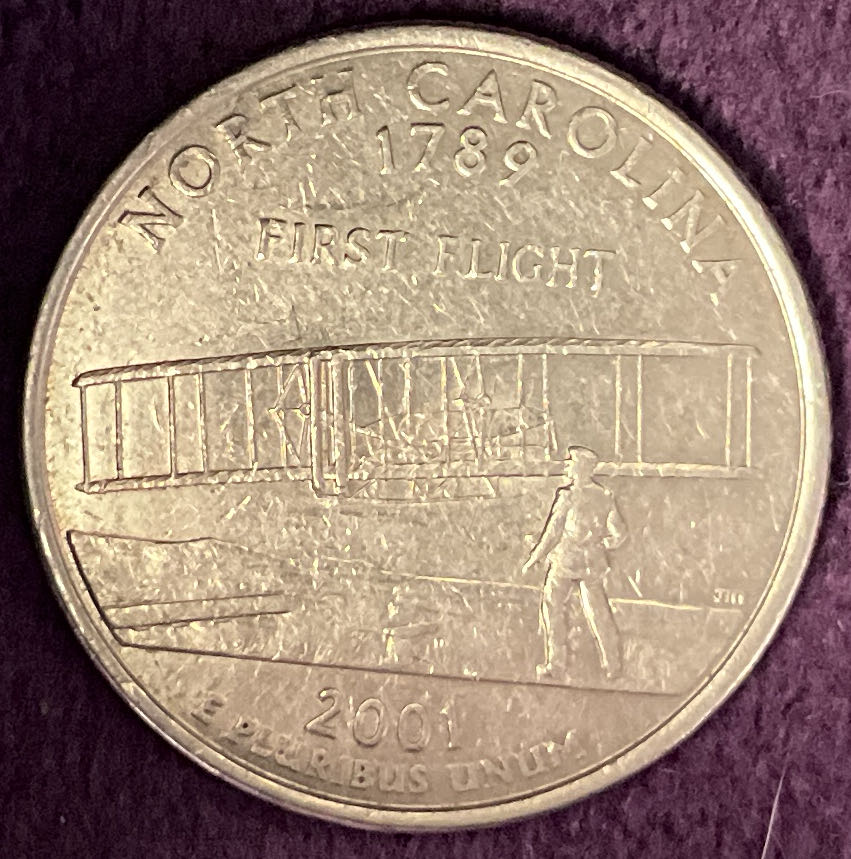 NORTH CAROLINA
1789
FIRST FLIGHT
2001
E PLURIBUS UNUM